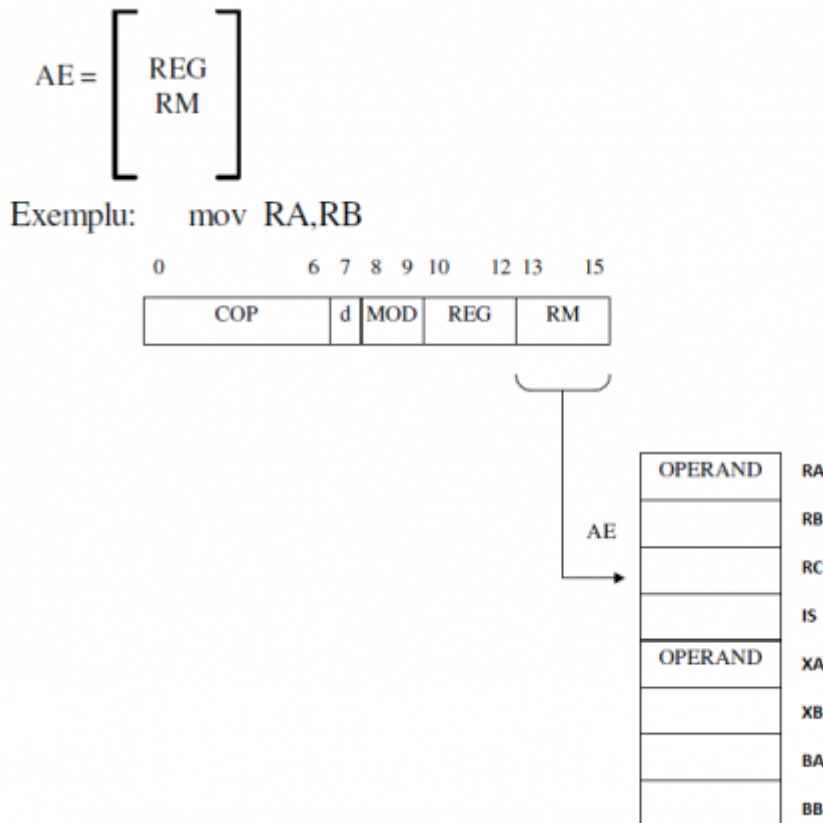 AE = REG
RM
Exemplu: mov RA,RB
0 6 7 8 9 10 12 13 15
COP d MOD REG RM
OPERAND RA
RB
AE
RC
IS
OPERAND XA
XB
BA
BB